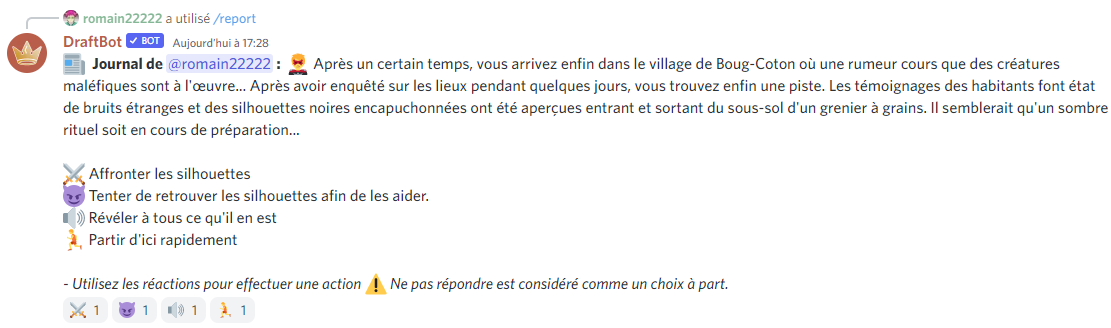 romain22222 a utilisé /report
DraftBot ✓ BOT Aujourd'hui à 17:28
Journal de @romain22222 : Après un certain temps, vous arrivez enfin dans le village de Boug-Coton où une rumeur cours que des créatures
maléfiques sont à l'œuvre... Après avoir enquêté sur les lieux pendant quelques jours, vous trouvez enfin une piste. Les témoignages des habitants font état
de bruits étranges et des silhouettes noires encapuchonnées ont été aperçues entrant et sortant du sous-sol d'un grenier à grains. Il semblerait qu'un sombre
rituel soit en cours de préparation...
Affronter les silhouettes
Tenter de retrouver les silhouettes afin de les aider.
Révéler à tous ce qu'il en est
Partir d'ici rapidement
- Utilisez les réactions pour effectuer une action ⚠️ Ne pas répondre est considéré comme un choix à part.
1 1 1 1